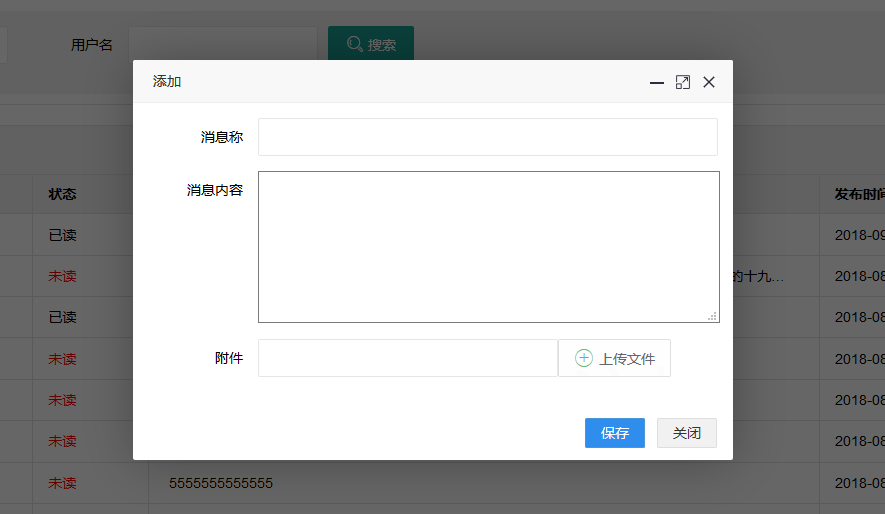 用户名 搜索
添加
消息称
消息内容
附件 上传文件
保存 关闭
状态 发布时间
已读 2018-09
未读 的十九... 2018-08
已读 2018-08
未读 2018-08
未读 2018-08
未读 2018-08
未读 5555555555555 2018-08